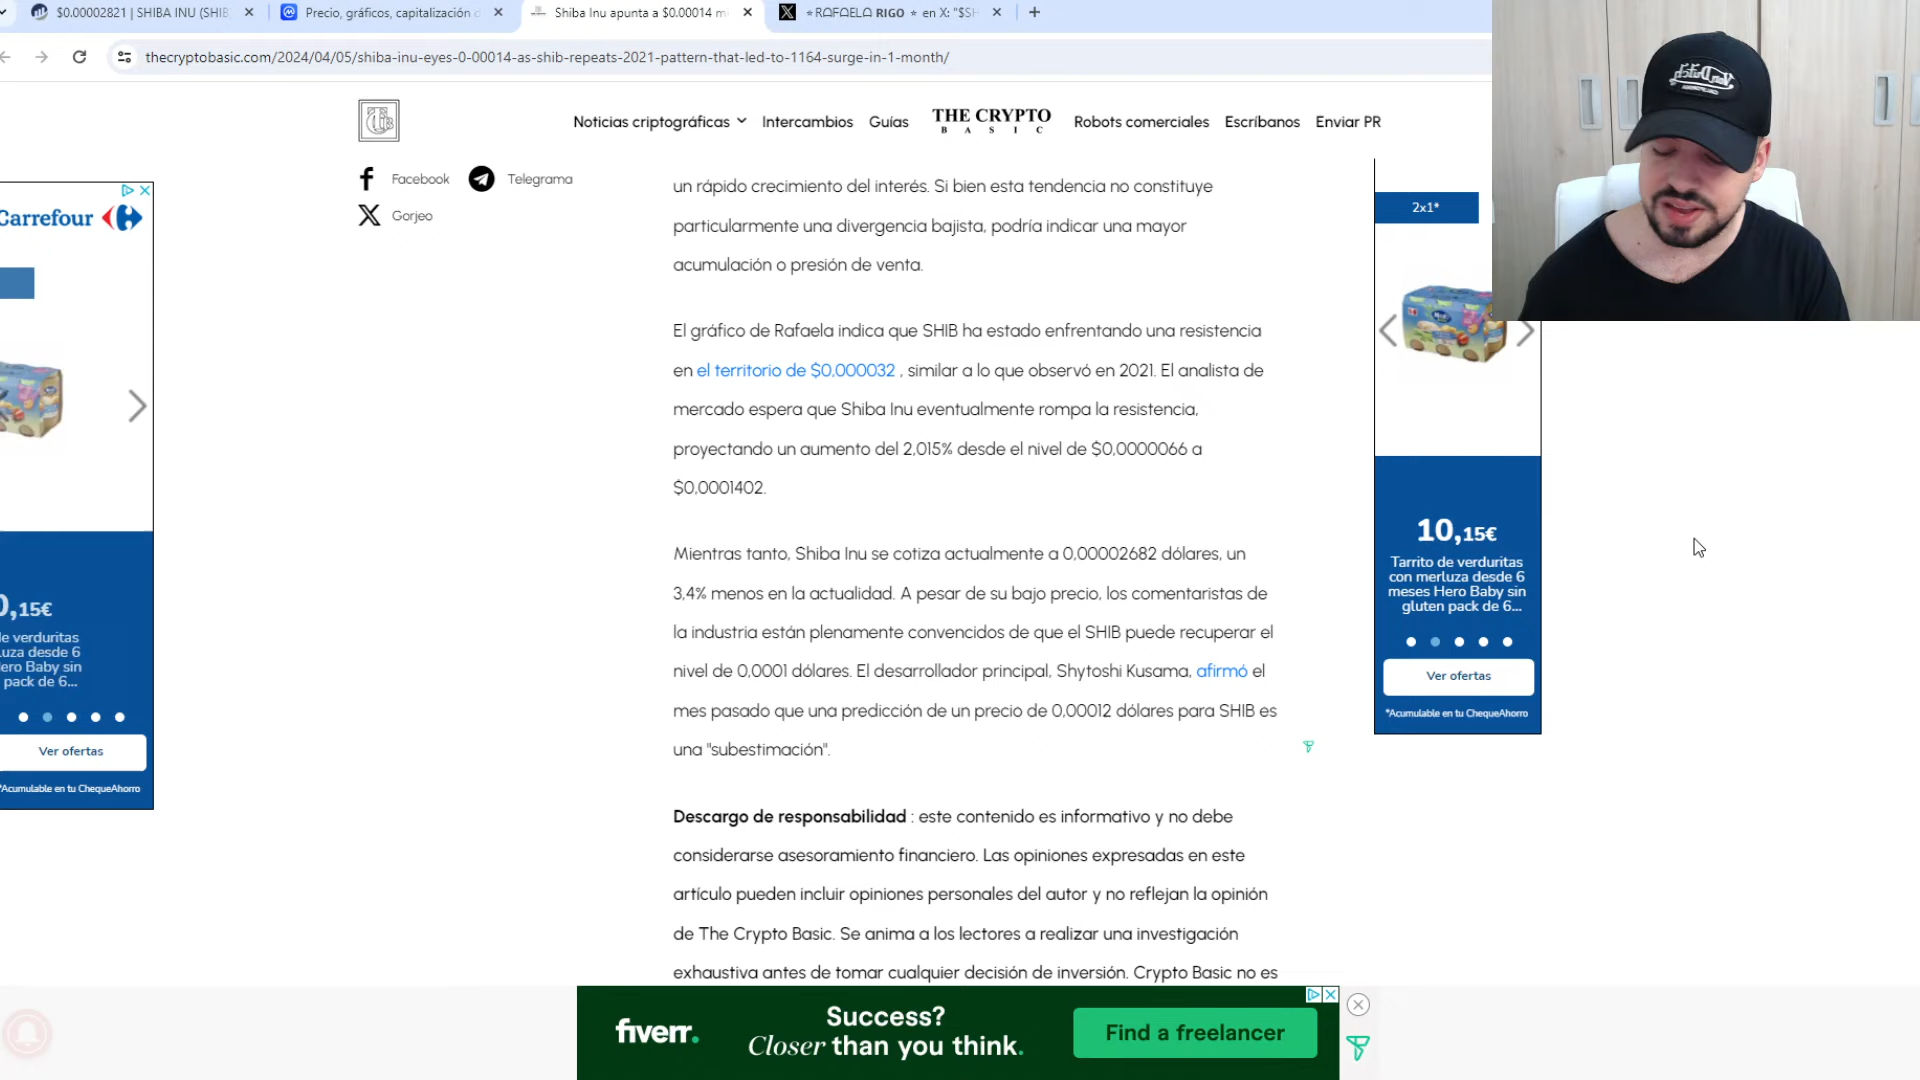 $0.00002821 | SHIBA INU (SHIB
Precio, gráficos, capitalización d
Shiba Inu apunta a $0.00014 m
en X: "$SH
thecryptobasic.com/2024/04/05/shiba-inu-eyes-0-00014-as-shib-repeats-2021-pattern-that-led-to-1164-surge-in-1-month/
Noticias criptográficas
Intercambios
Guías
THE CRYPTO
BASIC
Robots comerciales
Escríbanos
Enviar PR
Facebook
Telegrama
Gorjeo
un rápido crecimiento del interés. Si bien esta tendencia no constituye
particularmente una divergencia bajista, podría indicar una mayor
acumulación o presión de venta.
El gráfico de Rafaela indica que SHIB ha estado enfrentando una resistencia
en el territorio de $0,000032 , similar a lo que observó en 2021. El analista de
mercado espera que Shiba Inu eventualmente rompa la resistencia,
proyectando un aumento del 2,015% desde el nivel de $0,0000066 a
$0,0001402.
Mientras tanto, Shiba Inu se cotiza actualmente a 0,00002682 dólares, un
3,4% menos en la actualidad. A pesar de su bajo precio, los comentaristas de
la industria están plenamente convencidos de que el SHIB puede recuperar el
nivel de 0,0001 dólares. El desarrollador principal, Shytoshi Kusama, afirmó el
mes pasado que una predicción de un precio de 0,00012 dólares para SHIB es
una "subestimación".
Descargo de responsabilidad : este contenido es informativo y no debe
considerarse asesoramiento financiero. Las opiniones expresadas en este
artículo pueden incluir opiniones personales del autor y no reflejan la opinión
de The Crypto Basic. Se anima a los lectores a realizar una investigación
exhaustiva antes de tomar cualquier decisión de inversión. Crypto Basic no es
Carrefour
0,15€
de verduritas
luza desde 6
ero Baby sin
pack de 6...
Ver ofertas
*Acumulable en tu ChequeAhorro
2x1*
10,15€
Tarrito de verduritas
con merluza desde 6
meses Hero Baby sin
gluten pack de 6...
Ver ofertas
*Acumulable en tu ChequeAhorro
fiverr.
Success?
Closer than you think.
Find a freelancer